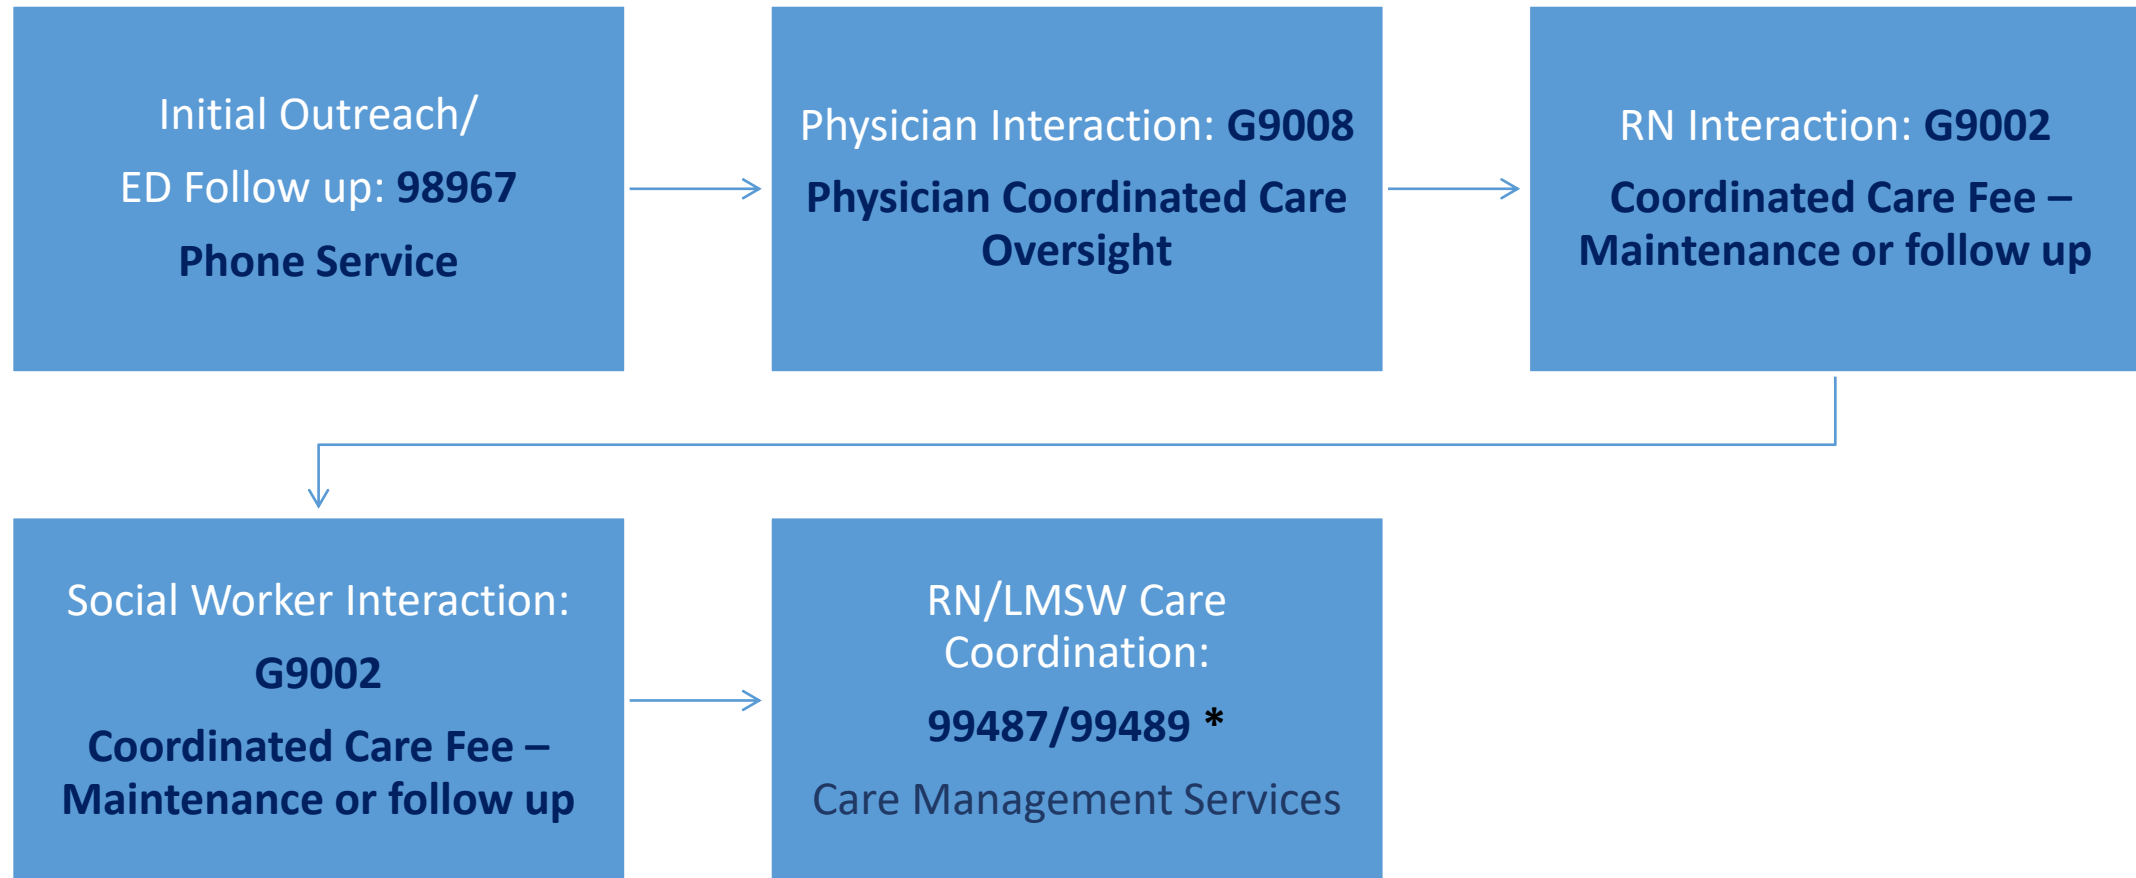 Initial Outreach/
ED Follow up: 98967
Phone Service
Physician Interaction: G9008
Physician Coordinated Care
Oversight
RN Interaction: G9002
Coordinated Care Fee –
Maintenance or follow up
Social Worker Interaction:
G9002
Coordinated Care Fee –
Maintenance or follow up
RN/LMSW Care
Coordination:
99487/99489 *
Care Management Services